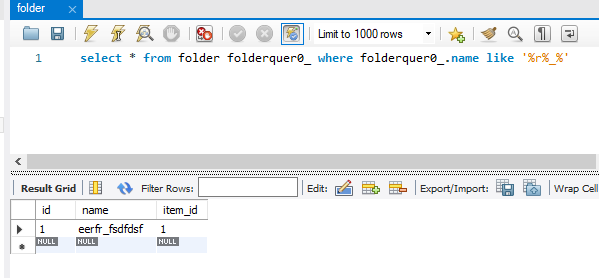 folder
Limit to 1000 rows
1 select * from folder folderquer0_ where folderquer0_.name like '%r%_%'
Result Grid Filter Rows: Edit: Export/Import: Wrap Cell
id name item_id
1 eerfr_fsdfdsf 1
NULL NULL NULL